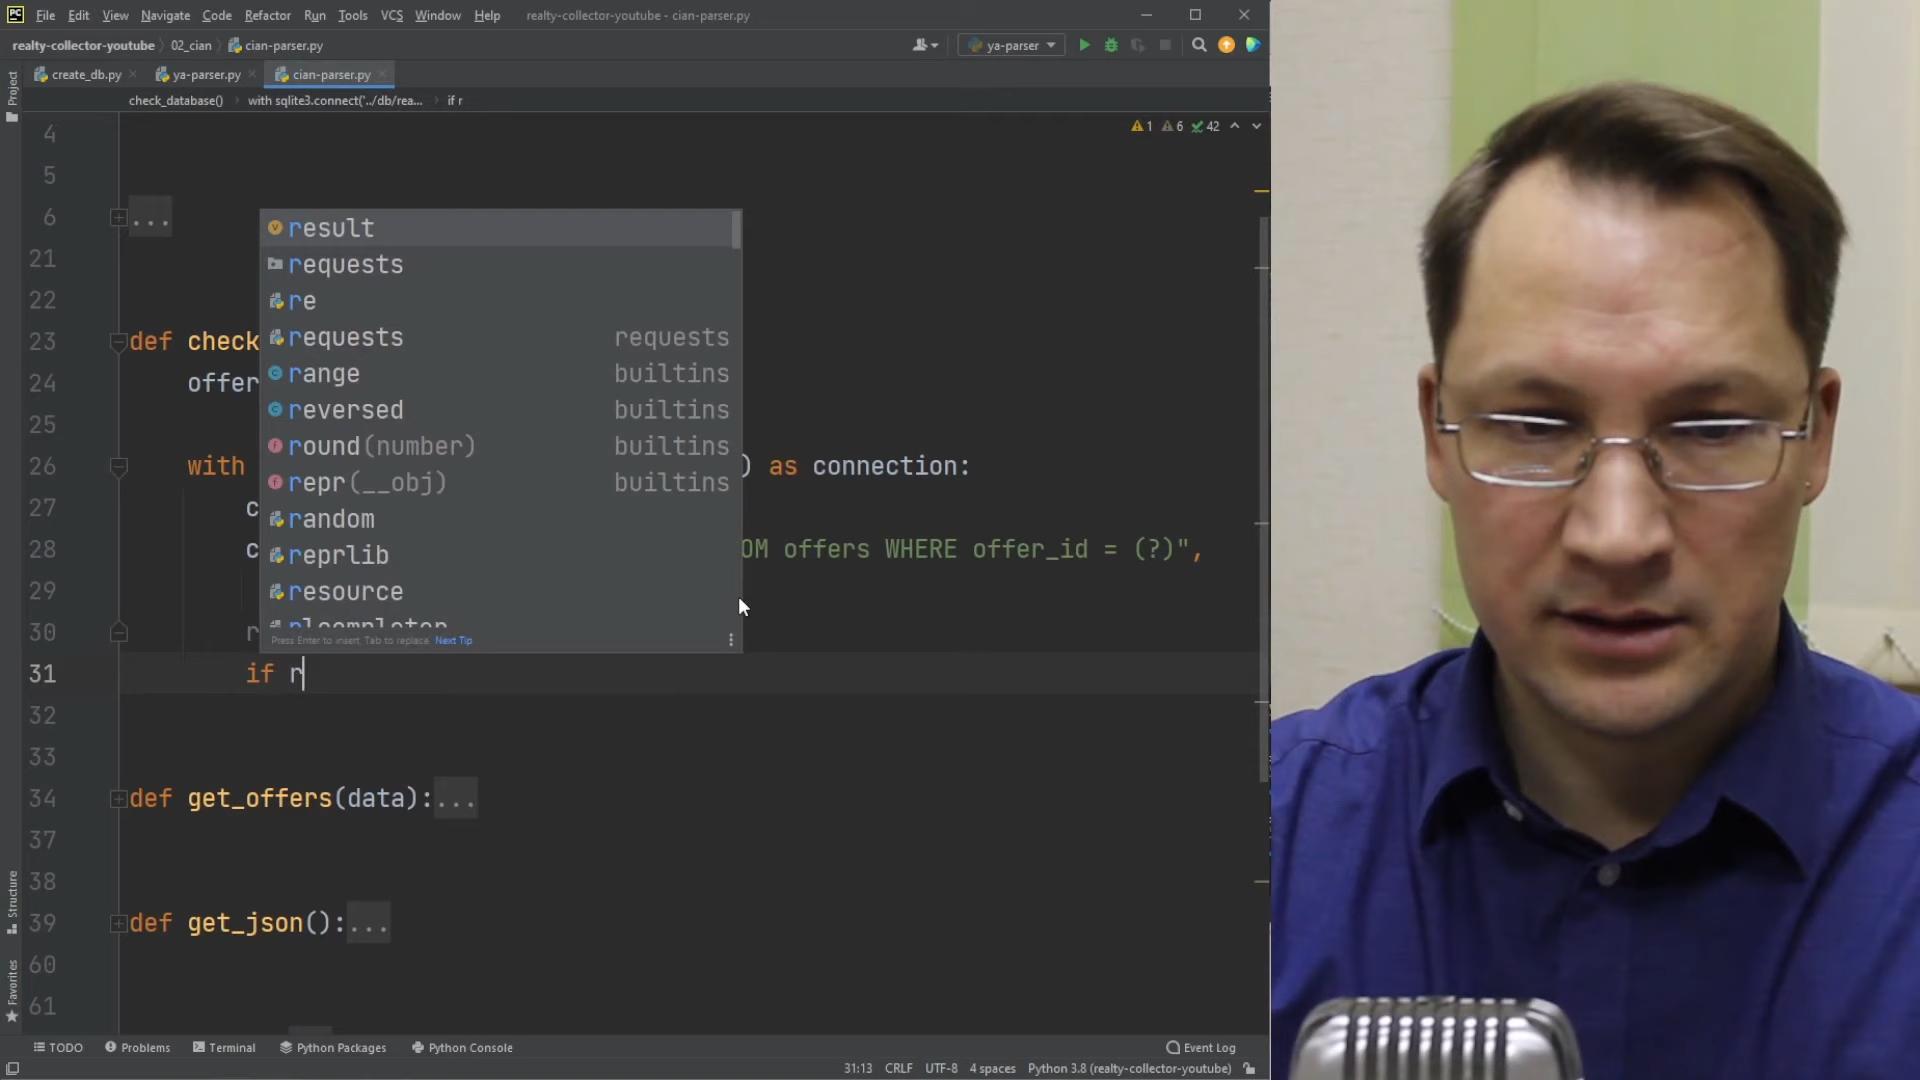 File Edit View Navigate Code Refactor Run Tools VCS Window Help realty-collector-youtube - cian-parser.py
realty-collector-youtube 02_cian cian-parser.py ya-parser
create_db.py ya-parser.py cian-parser.py
check_database() with sqlite3.connect('../db/rea... if r
Project
1 6 42
4
5
6 ...
21
22
23 def check
24 offer
25
26 with ) as connection:
27 c
28 c OM offers WHERE offer_id = (?)",
29
30 r
31 if r
result
requests
re
requests requests
range builtins
reversed builtins
round(number) builtins
repr(__obj) builtins
random
reprlib
resource
rlcompleter
Press Enter to insert, Tab to replace. Next Tip
32
33
34 def get_offers(data):...
37
38
39 def get_json():...
60
61
Structure
Favorites
TODO Problems Terminal Python Packages Python Console Event Log
31:13 CRLF UTF-8 4 spaces Python 3.8 (realty-collector-youtube)